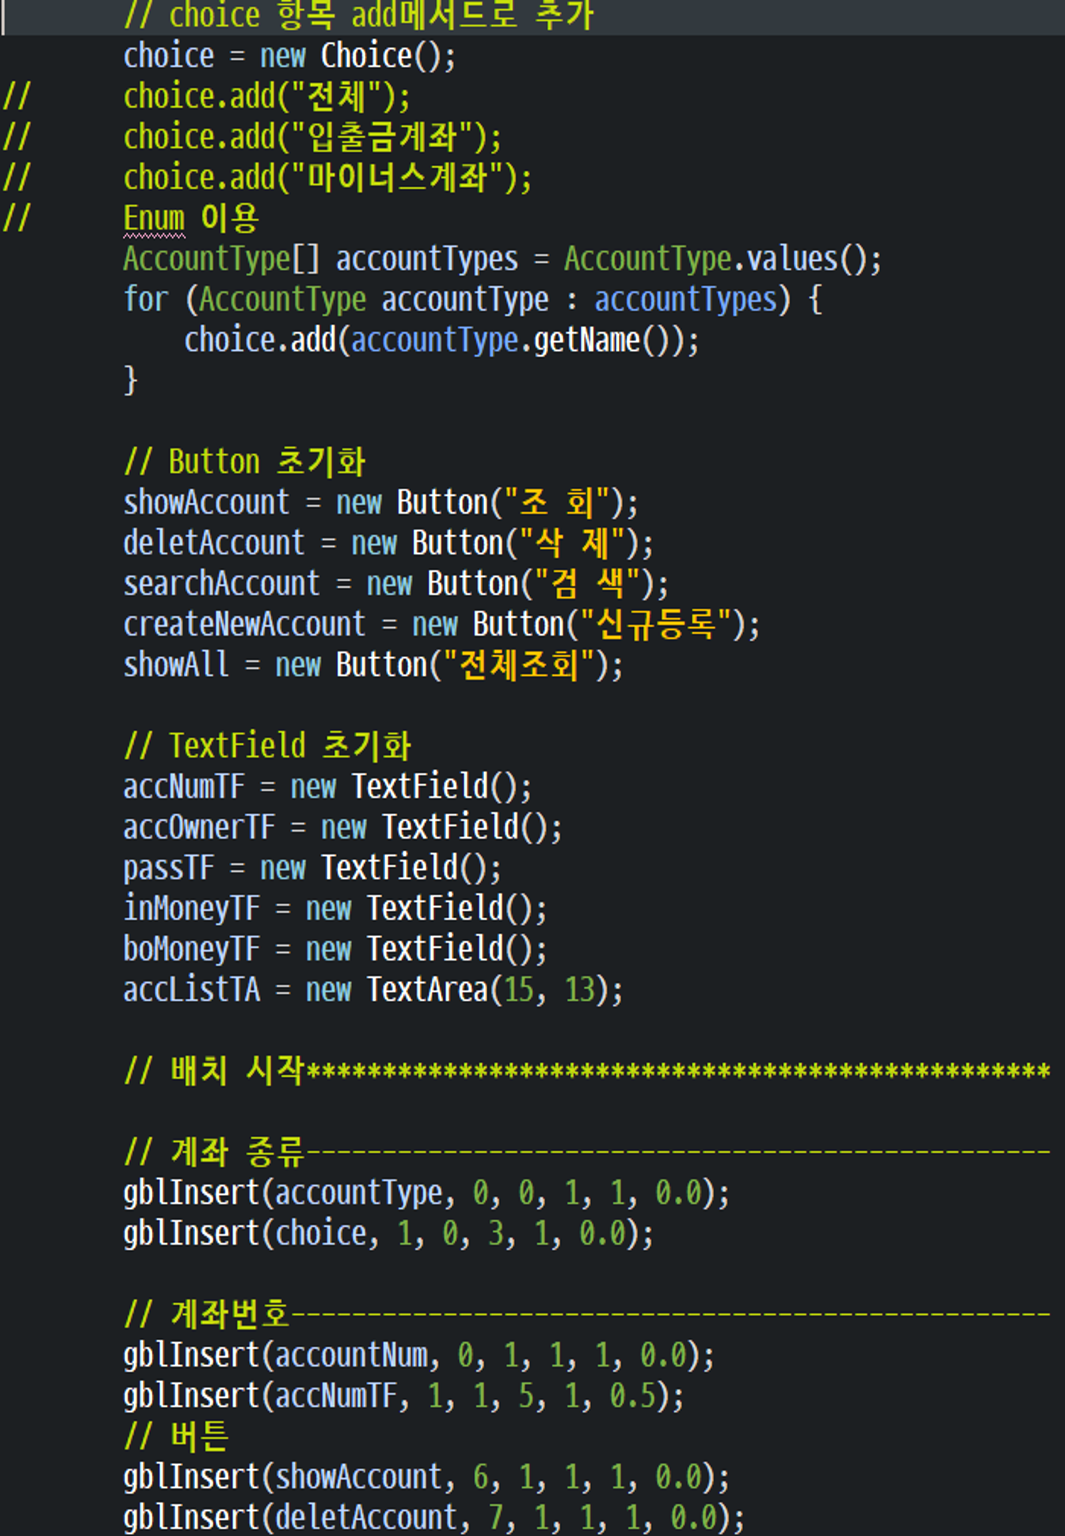 // choice 항목 add메서드로 추가
choice = new Choice();
// choice.add("전체");
// choice.add("입출금계좌");
// choice.add("마이너스계좌");
// Enum 이용
AccountType[] accountTypes = AccountType.values();
for (AccountType accountType : accountTypes) {
choice.add(accountType.getName());
}
// Button 초기화
showAccount = new Button("조 회");
deletAccount = new Button("삭 제");
searchAccount = new Button("검 색");
createNewAccount = new Button("신규등록");
showAll = new Button("전체조회");
// TextField 초기화
accNumTF = new TextField();
accOwnerTF = new TextField();
passTF = new TextField();
inMoneyTF = new TextField();
boMoneyTF = new TextField();
accListTA = new TextArea(15, 13);
// 배치 시작*************************************************
// 계좌 종류-------------------------------------------------
gblInsert(accountType, 0, 0, 1, 1, 0.0);
gblInsert(choice, 1, 0, 3, 1, 0.0);
// 계좌번호--------------------------------------------------
gblInsert(accountNum, 0, 1, 1, 1, 0.0);
gblInsert(accNumTF, 1, 1, 5, 1, 0.5);
// 버튼
gblInsert(showAccount, 6, 1, 1, 1, 0.0);
gblInsert(deletAccount, 7, 1, 1, 1, 0.0);